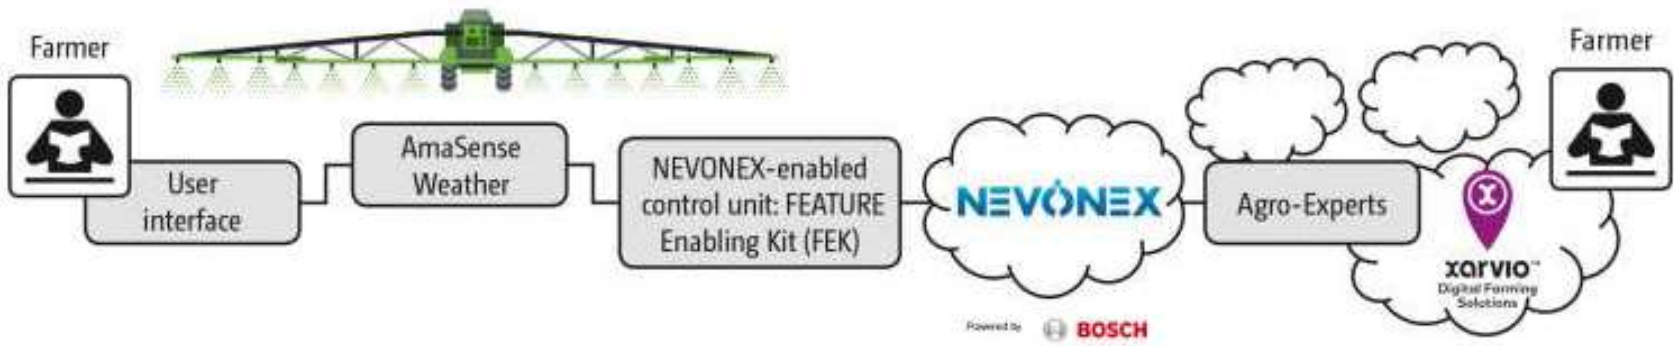 Farmer
User
interface
AmaSense
Weather
NEVONEX-enabled
control unit: FEATURE
Enabling Kit (FEK)
NEVONEX
Powered by
BOSCH
Agro-Experts
xarvio™
Digital Farming
Solutions
Farmer